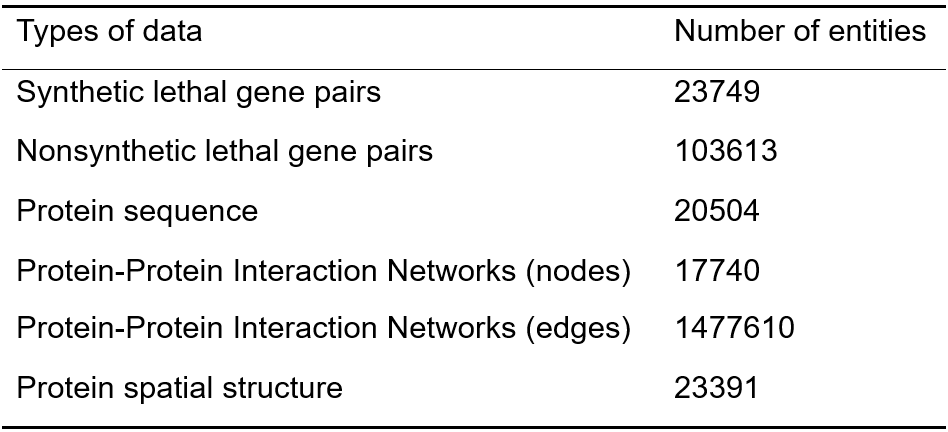 Types of data Number of entities
Synthetic lethal gene pairs 23749
Nonsynthetic lethal gene pairs 103613
Protein sequence 20504
Protein-Protein Interaction Networks (nodes) 17740
Protein-Protein Interaction Networks (edges) 1477610
Protein spatial structure 23391